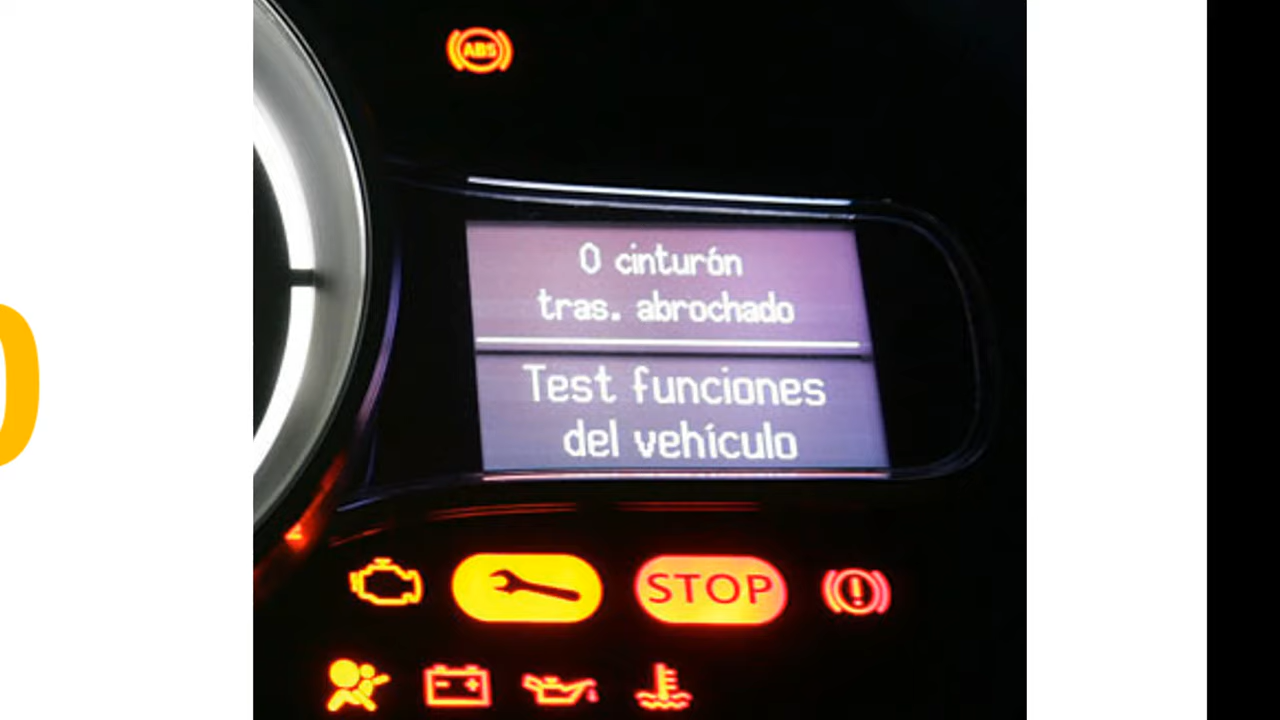 ABS
0 cinturón
tras. abrochado
Test funciones
del vehículo
STOP